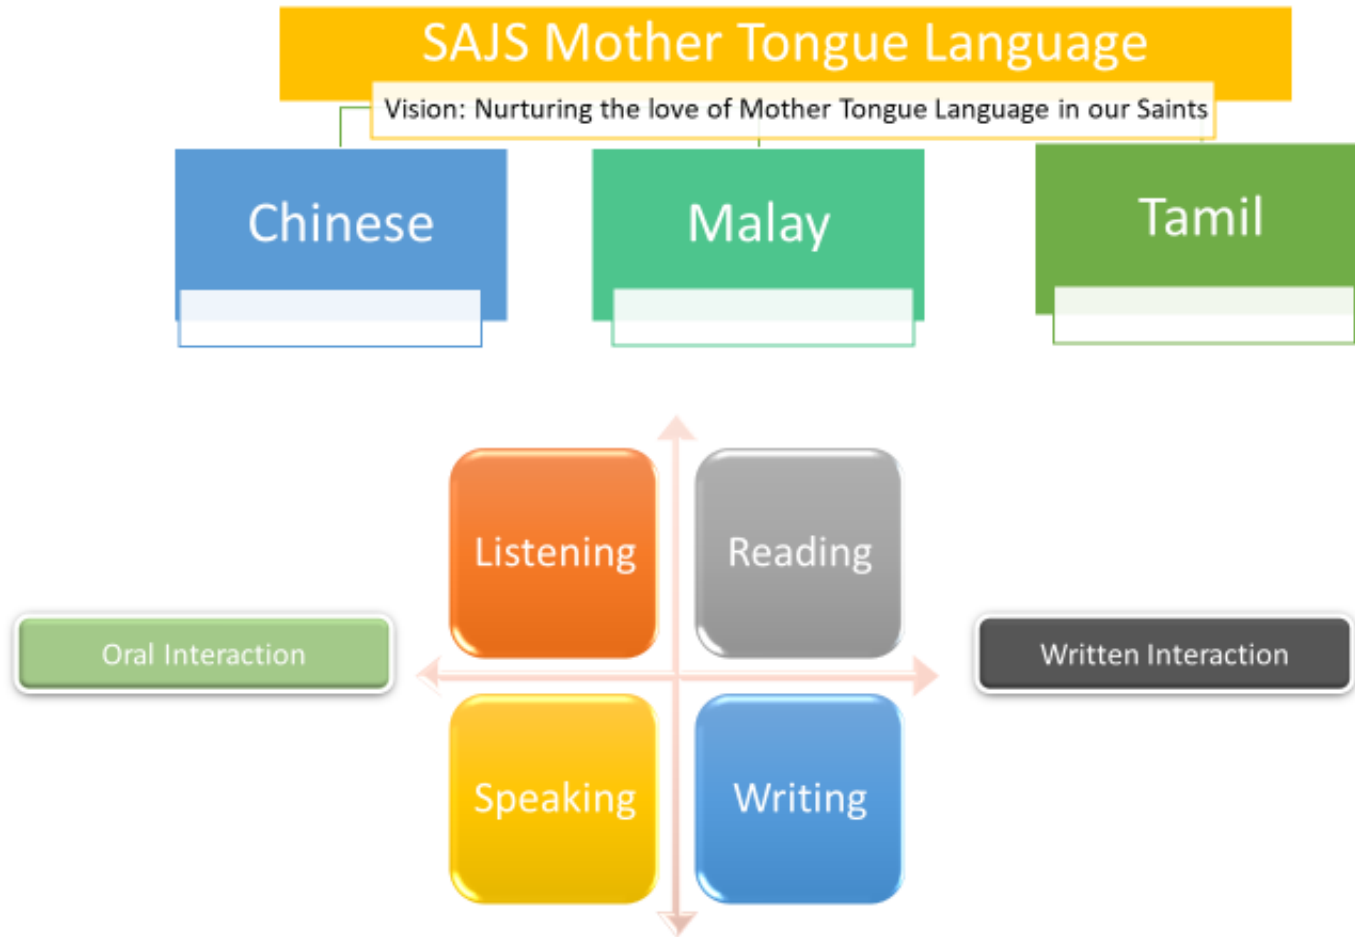 SAJS Mother Tongue Language
Vision: Nurturing the love of Mother Tongue Language in our Saints
Chinese
Malay
Tamil
Listening
Reading
Oral Interaction
Written Interaction
Speaking
Writing